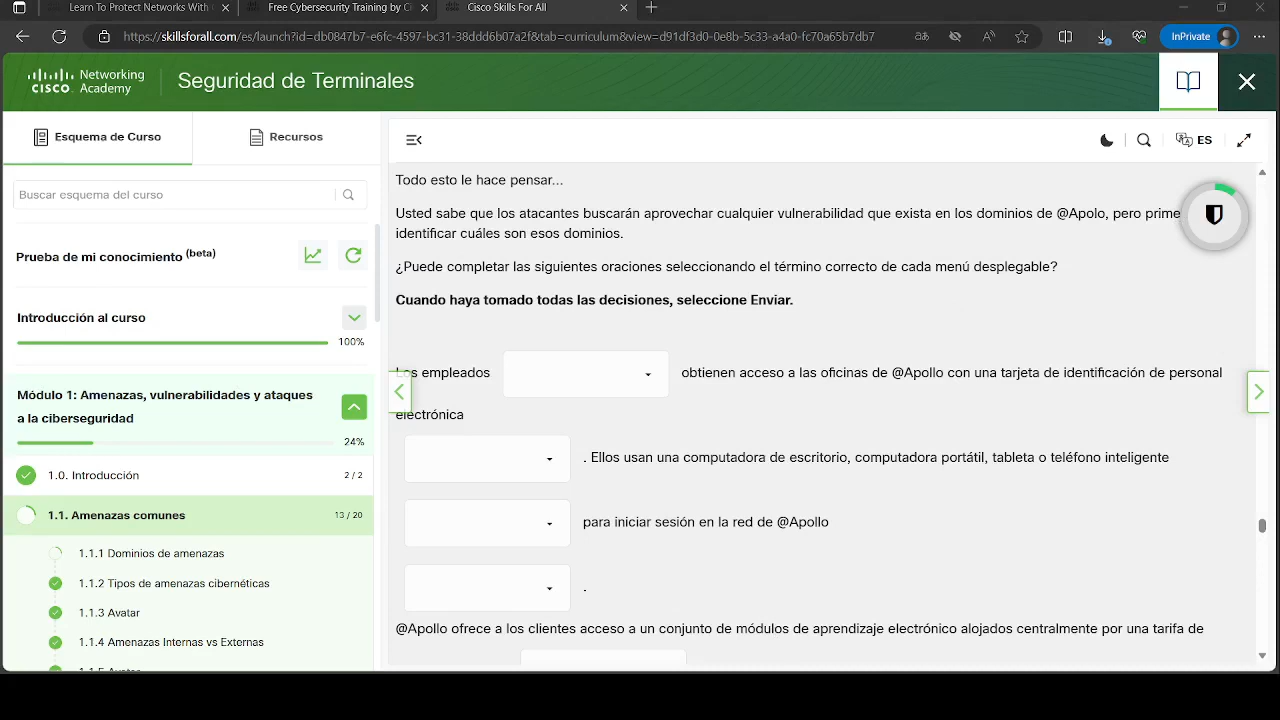 Learn To Protect Networks With
Free Cybersecurity Training by Ci
Cisco Skills For All
https://skillsforall.com/es/launch?id=db0847b7-e6fc-4597-bc31-38ddd6b07a2f&tab=curriculum&view=d91df3d0-0e8b-5c33-a4a0-fc70a65b7db7
InPrivate
CISCO Networking Academy
Seguridad de Terminales
Esquema de Curso
Recursos
ES
Buscar esquema del curso
Prueba de mi conocimiento (beta)
Introducción al curso
100%
Módulo 1: Amenazas, vulnerabilidades y ataques
a la ciberseguridad
24%
1.0. Introducción 2 / 2
1.1. Amenazas comunes 13 / 20
1.1.1 Dominios de amenazas
1.1.2 Tipos de amenazas cibernéticas
1.1.3 Avatar
1.1.4 Amenazas Internas vs Externas
1.1.5 Avatar
Todo esto le hace pensar...
Usted sabe que los atacantes buscarán aprovechar cualquier vulnerabilidad que exista en los dominios de @Apolo, pero prime
identificar cuáles son esos dominios.
¿Puede completar las siguientes oraciones seleccionando el término correcto de cada menú desplegable?
Cuando haya tomado todas las decisiones, seleccione Enviar.
Los empleados obtienen acceso a las oficinas de @Apollo con una tarjeta de identificación de personal
electrónica
. Ellos usan una computadora de escritorio, computadora portátil, tableta o teléfono inteligente
para iniciar sesión en la red de @Apollo
.
@Apollo ofrece a los clientes acceso a un conjunto de módulos de aprendizaje electrónico alojados centralmente por una tarifa de